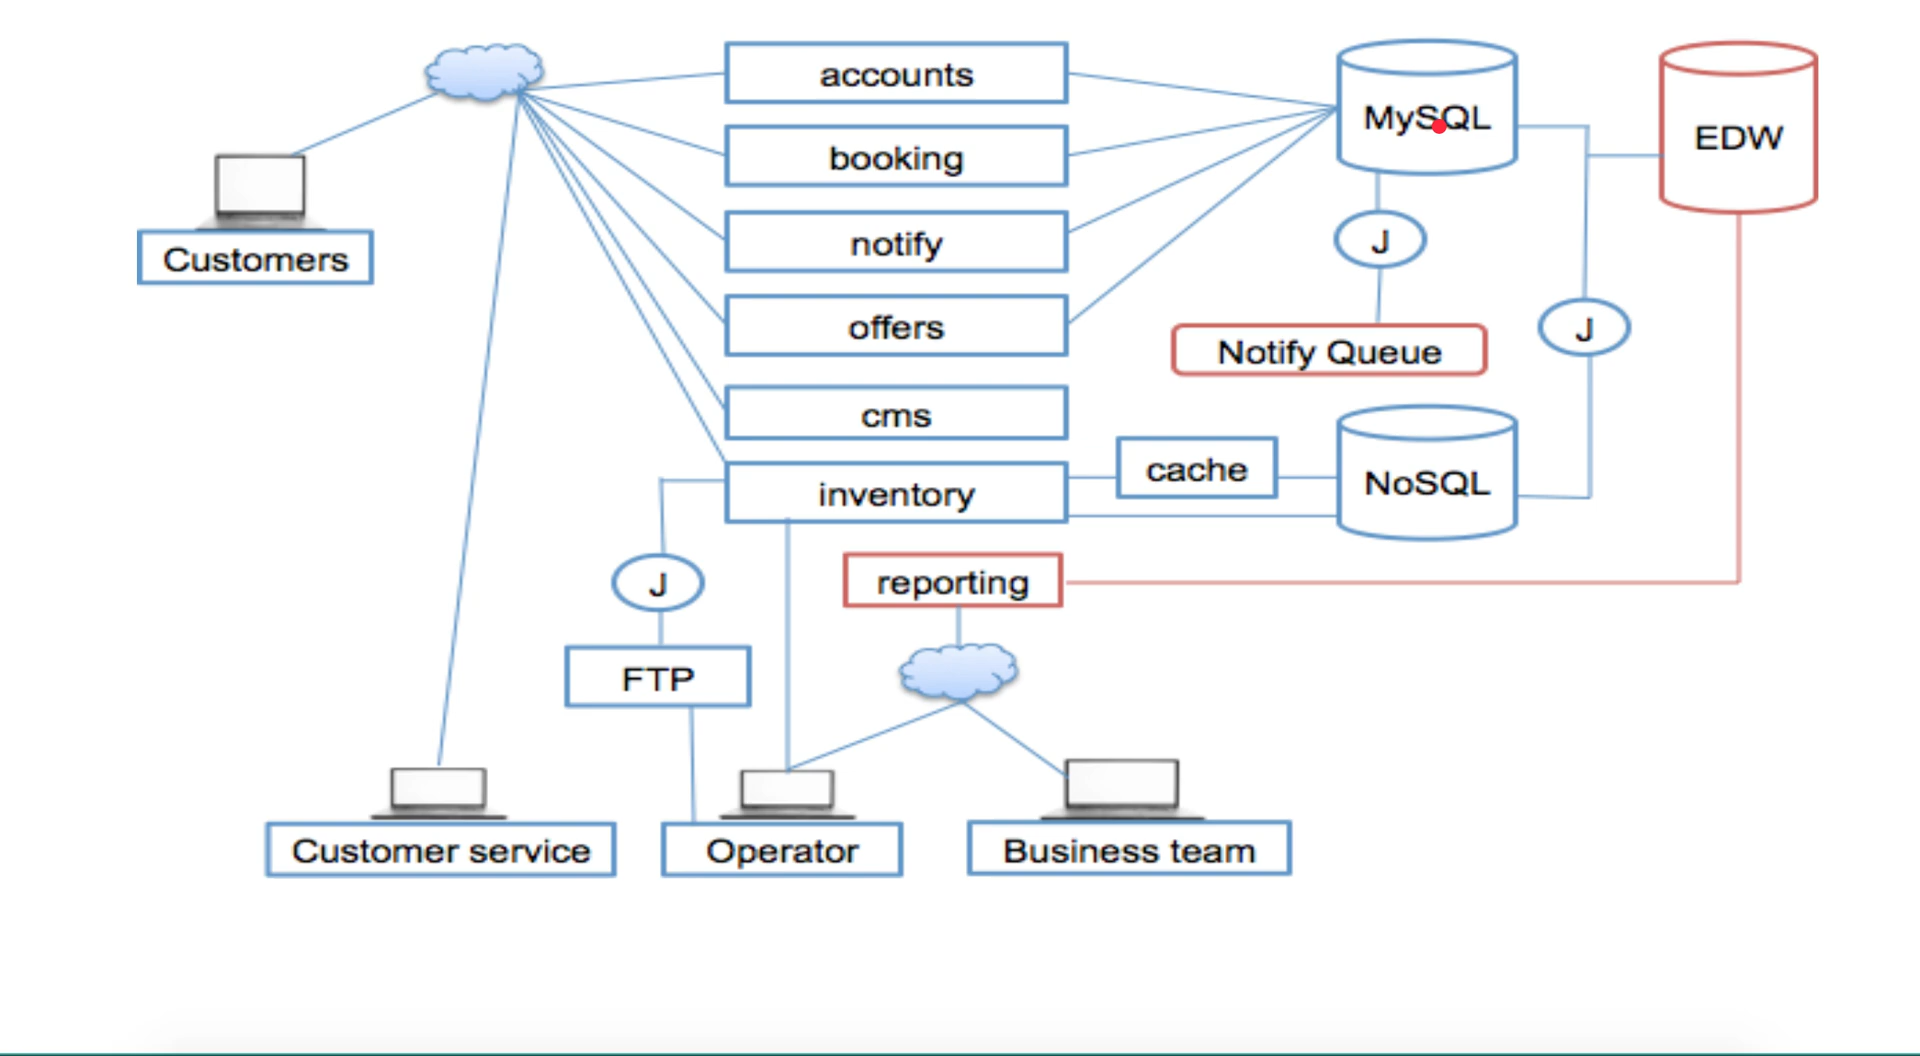 accounts
MySQL
EDW
booking
Customers
notify
J
offers
J
Notify Queue
cms
cache
NoSQL
inventory
J
reporting
FTP
Customer service
Operator
Business team